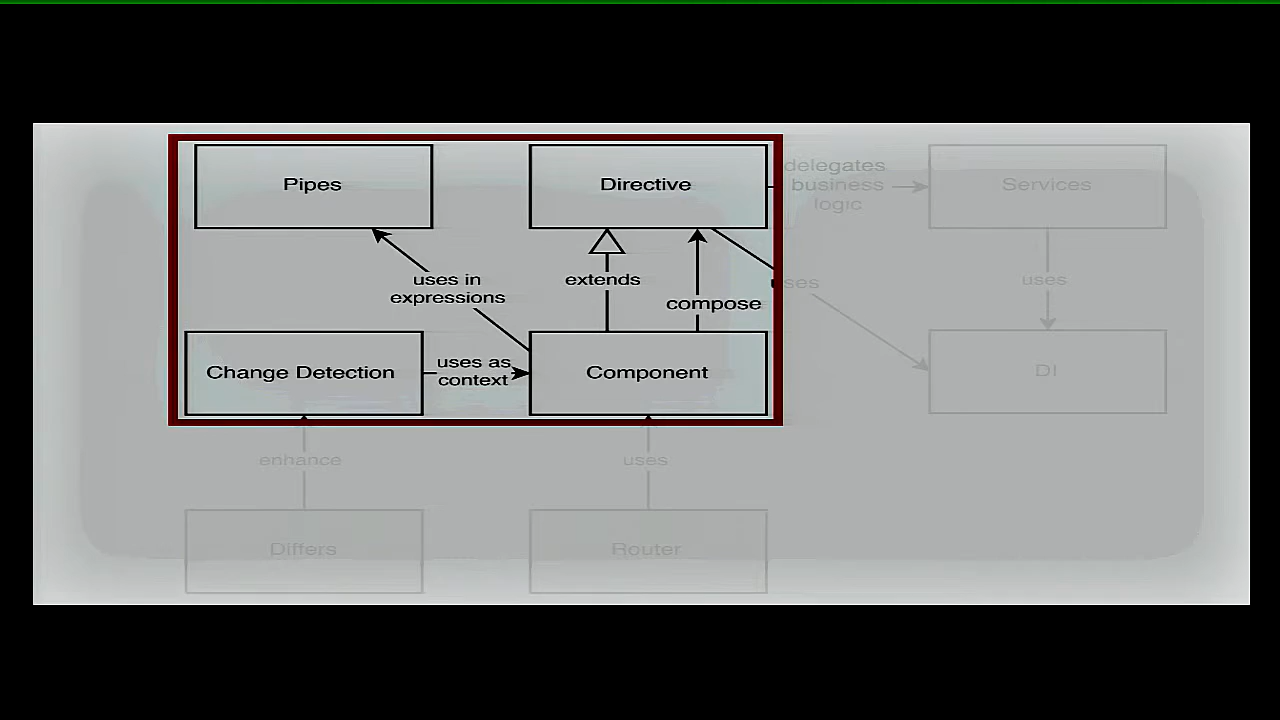 Pipes
Directive
delegates
business
logic
Services
uses in
expressions
extends
compose
uses
uses
Change Detection
uses as
context
Component
DI
enhance
uses
Differs
Router